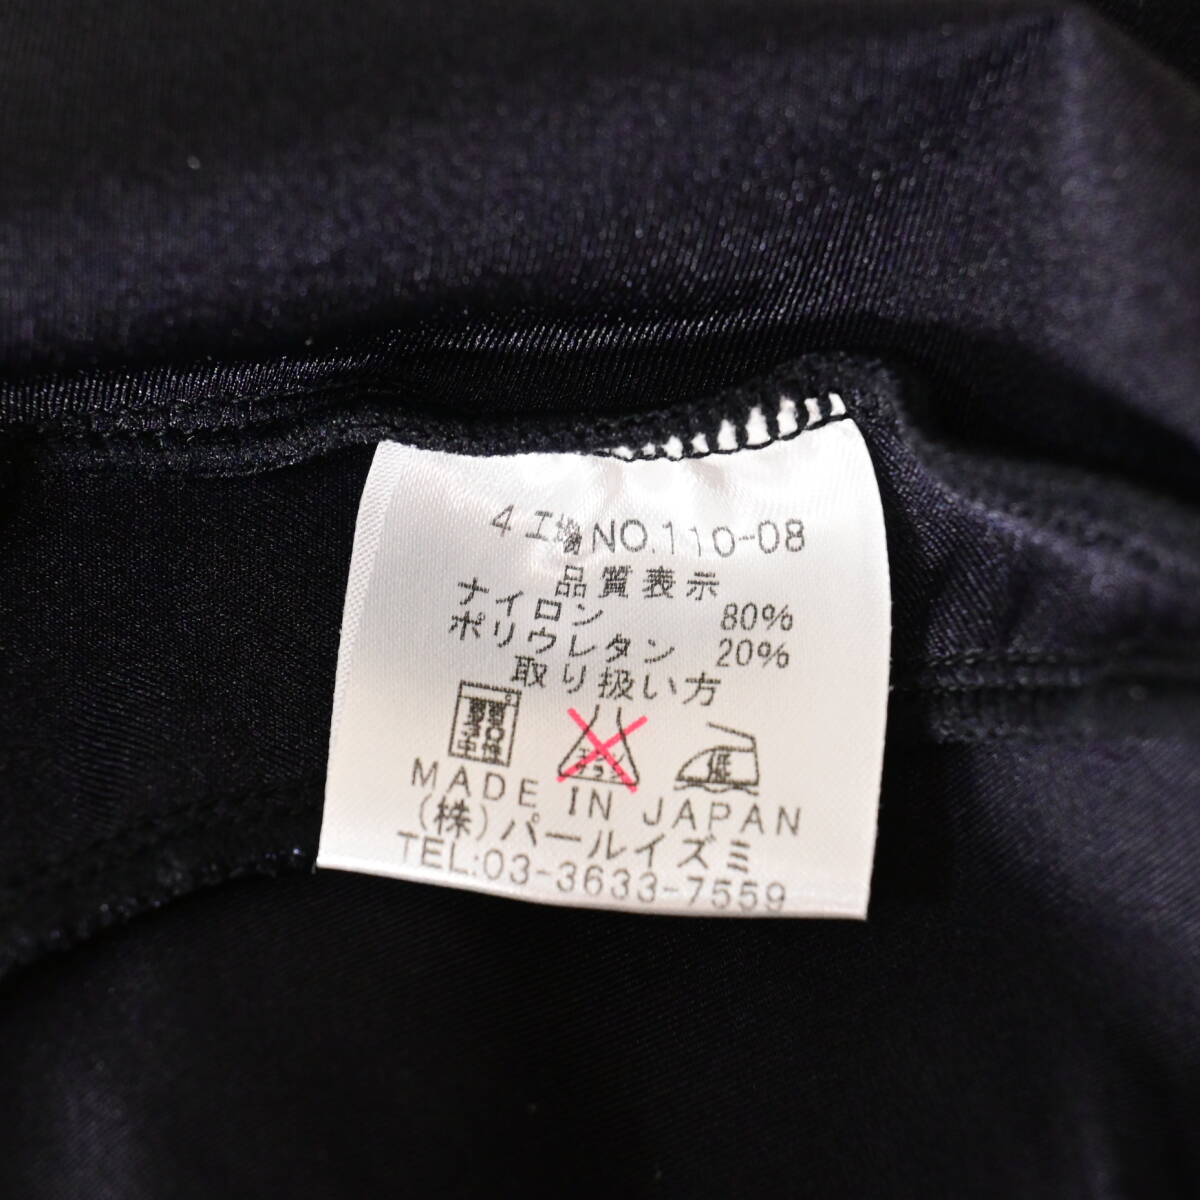 4工場NO.110-08
品質表示
ナイロン 80%
ポリウレタン 20%
取り扱い方
低
MADE IN JAPAN
(株)パールイズミ
TEL:03-3633-7559